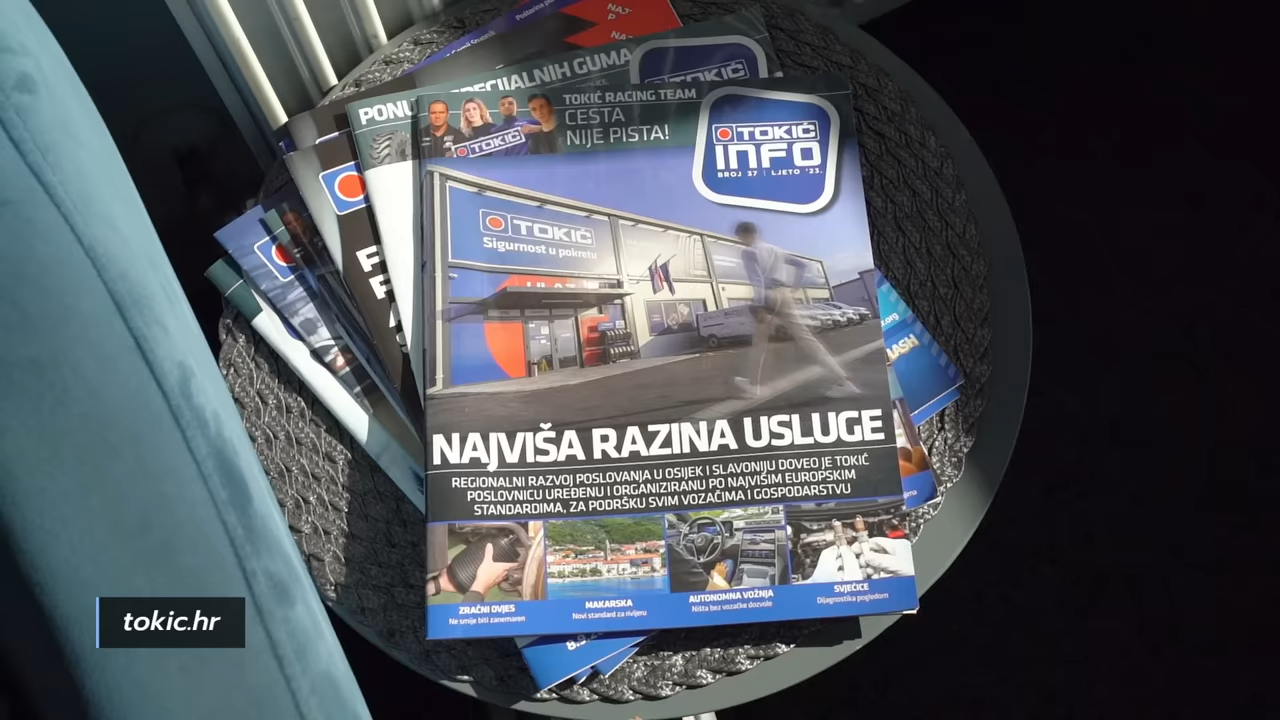 PONU SPECIJALNIH GUMA
TOKIĆ
TOKIĆ RACING TEAM
CESTA
NIJE PISTA!
TOKIĆ
TOKIĆ
INFO
BROJ 37 | LJETO '23.
TOKIĆ
Sigurnost u pokretu
NAJVIŠA RAZINA USLUGE
REGIONALNI RAZVOJ POSLOVANJA U OSIJEK I SLAVONIJU DOVEO JE TOKIĆ
POSLOVNICU UREĐENU I ORGANIZIRANU PO NAJVIŠIM EUROPSKIM
STANDARDIMA, ZA PODRŠKU SVIM VOZAČIMA I GOSPODARSTVU
ZRAČNI OVJES
Ne smije biti zanemaren
MAKARSKA
Novi standard za rivijeru
AUTONOMNA VOŽNJA
Ništa bez vozačke dozvole
SVJEĆICE
Dijagnostika pogledom
tokic.hr